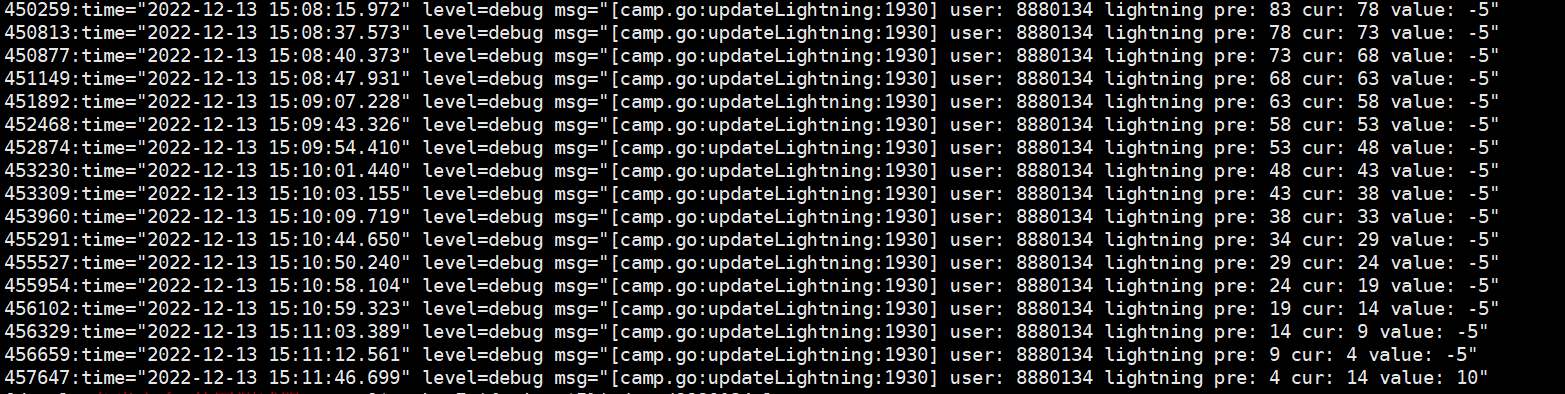 450259:time="2022-12-13 15:08:15.972" level=debug msg="[camp.go:updateLightning:1930] user: 8880134 lightning pre: 83 cur: 78 value: -5"
450813:time="2022-12-13 15:08:37.573" level=debug msg="[camp.go:updateLightning:1930] user: 8880134 lightning pre: 78 cur: 73 value: -5"
450877:time="2022-12-13 15:08:40.373" level=debug msg="[camp.go:updateLightning:1930] user: 8880134 lightning pre: 73 cur: 68 value: -5"
451149:time="2022-12-13 15:08:47.931" level=debug msg="[camp.go:updateLightning:1930] user: 8880134 lightning pre: 68 cur: 63 value: -5"
451892:time="2022-12-13 15:09:07.228" level=debug msg="[camp.go:updateLightning:1930] user: 8880134 lightning pre: 63 cur: 58 value: -5"
452468:time="2022-12-13 15:09:43.326" level=debug msg="[camp.go:updateLightning:1930] user: 8880134 lightning pre: 58 cur: 53 value: -5"
452874:time="2022-12-13 15:09:54.410" level=debug msg="[camp.go:updateLightning:1930] user: 8880134 lightning pre: 53 cur: 48 value: -5"
453230:time="2022-12-13 15:10:01.440" level=debug msg="[camp.go:updateLightning:1930] user: 8880134 lightning pre: 48 cur: 43 value: -5"
453309:time="2022-12-13 15:10:03.155" level=debug msg="[camp.go:updateLightning:1930] user: 8880134 lightning pre: 43 cur: 38 value: -5"
453960:time="2022-12-13 15:10:09.719" level=debug msg="[camp.go:updateLightning:1930] user: 8880134 lightning pre: 38 cur: 33 value: -5"
455291:time="2022-12-13 15:10:44.650" level=debug msg="[camp.go:updateLightning:1930] user: 8880134 lightning pre: 34 cur: 29 value: -5"
455527:time="2022-12-13 15:10:50.240" level=debug msg="[camp.go:updateLightning:1930] user: 8880134 lightning pre: 29 cur: 24 value: -5"
455954:time="2022-12-13 15:10:58.104" level=debug msg="[camp.go:updateLightning:1930] user: 8880134 lightning pre: 24 cur: 19 value: -5"
456102:time="2022-12-13 15:10:59.323" level=debug msg="[camp.go:updateLightning:1930] user: 8880134 lightning pre: 19 cur: 14 value: -5"
456329:time="2022-12-13 15:11:03.389" level=debug msg="[camp.go:updateLightning:1930] user: 8880134 lightning pre: 14 cur: 9 value: -5"
456659:time="2022-12-13 15:11:12.561" level=debug msg="[camp.go:updateLightning:1930] user: 8880134 lightning pre: 9 cur: 4 value: -5"
457647:time="2022-12-13 15:11:46.699" level=debug msg="[camp.go:updateLightning:1930] user: 8880134 lightning pre: 4 cur: 14 value: 10"